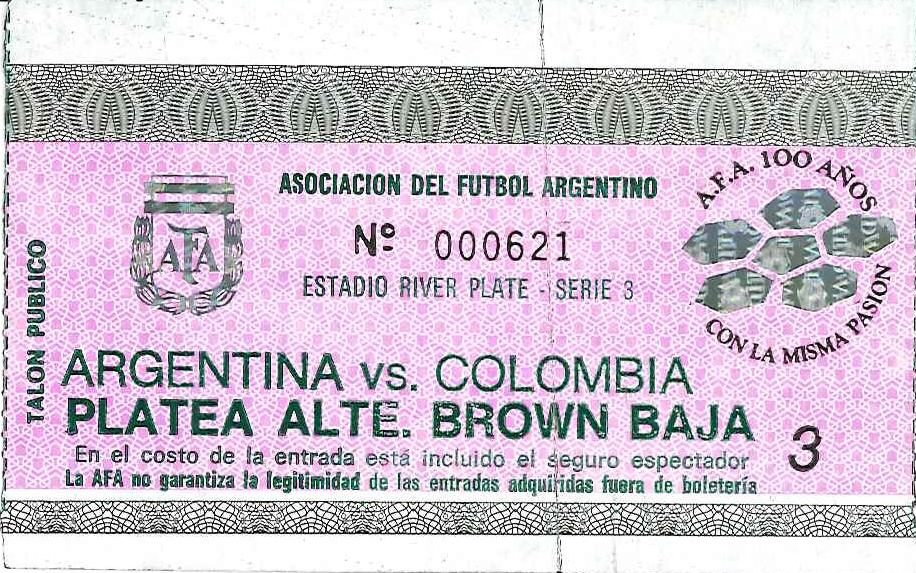 ASOCIACION DEL FUTBOL ARGENTINO
Nº 000621
ESTADIO RIVER PLATE - SERIE 3
AFA
A.F.A. 100 AÑOS
CON LA MISMA PASION
TALON PUBLICO
ARGENTINA vs. COLOMBIA
PLATEA ALTE. BROWN BAJA
3
En el costo de la entrada está incluido el seguro espectador
La AFA no garantiza la legitimidad de las entradas adquiridas fuera de boletería